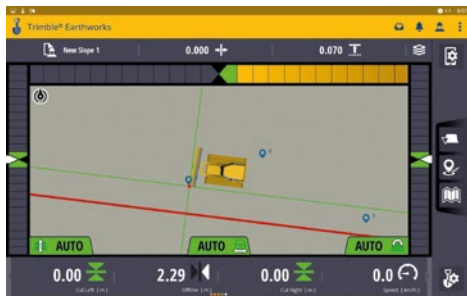 Trimble® Earthworks
New Slope 1 0.000 0.070
AUTO AUTO AUTO
0.00 2.29 0.00 0.0
Cut Left [m] Offline [m] Cut Right [m] Speed [km/h]